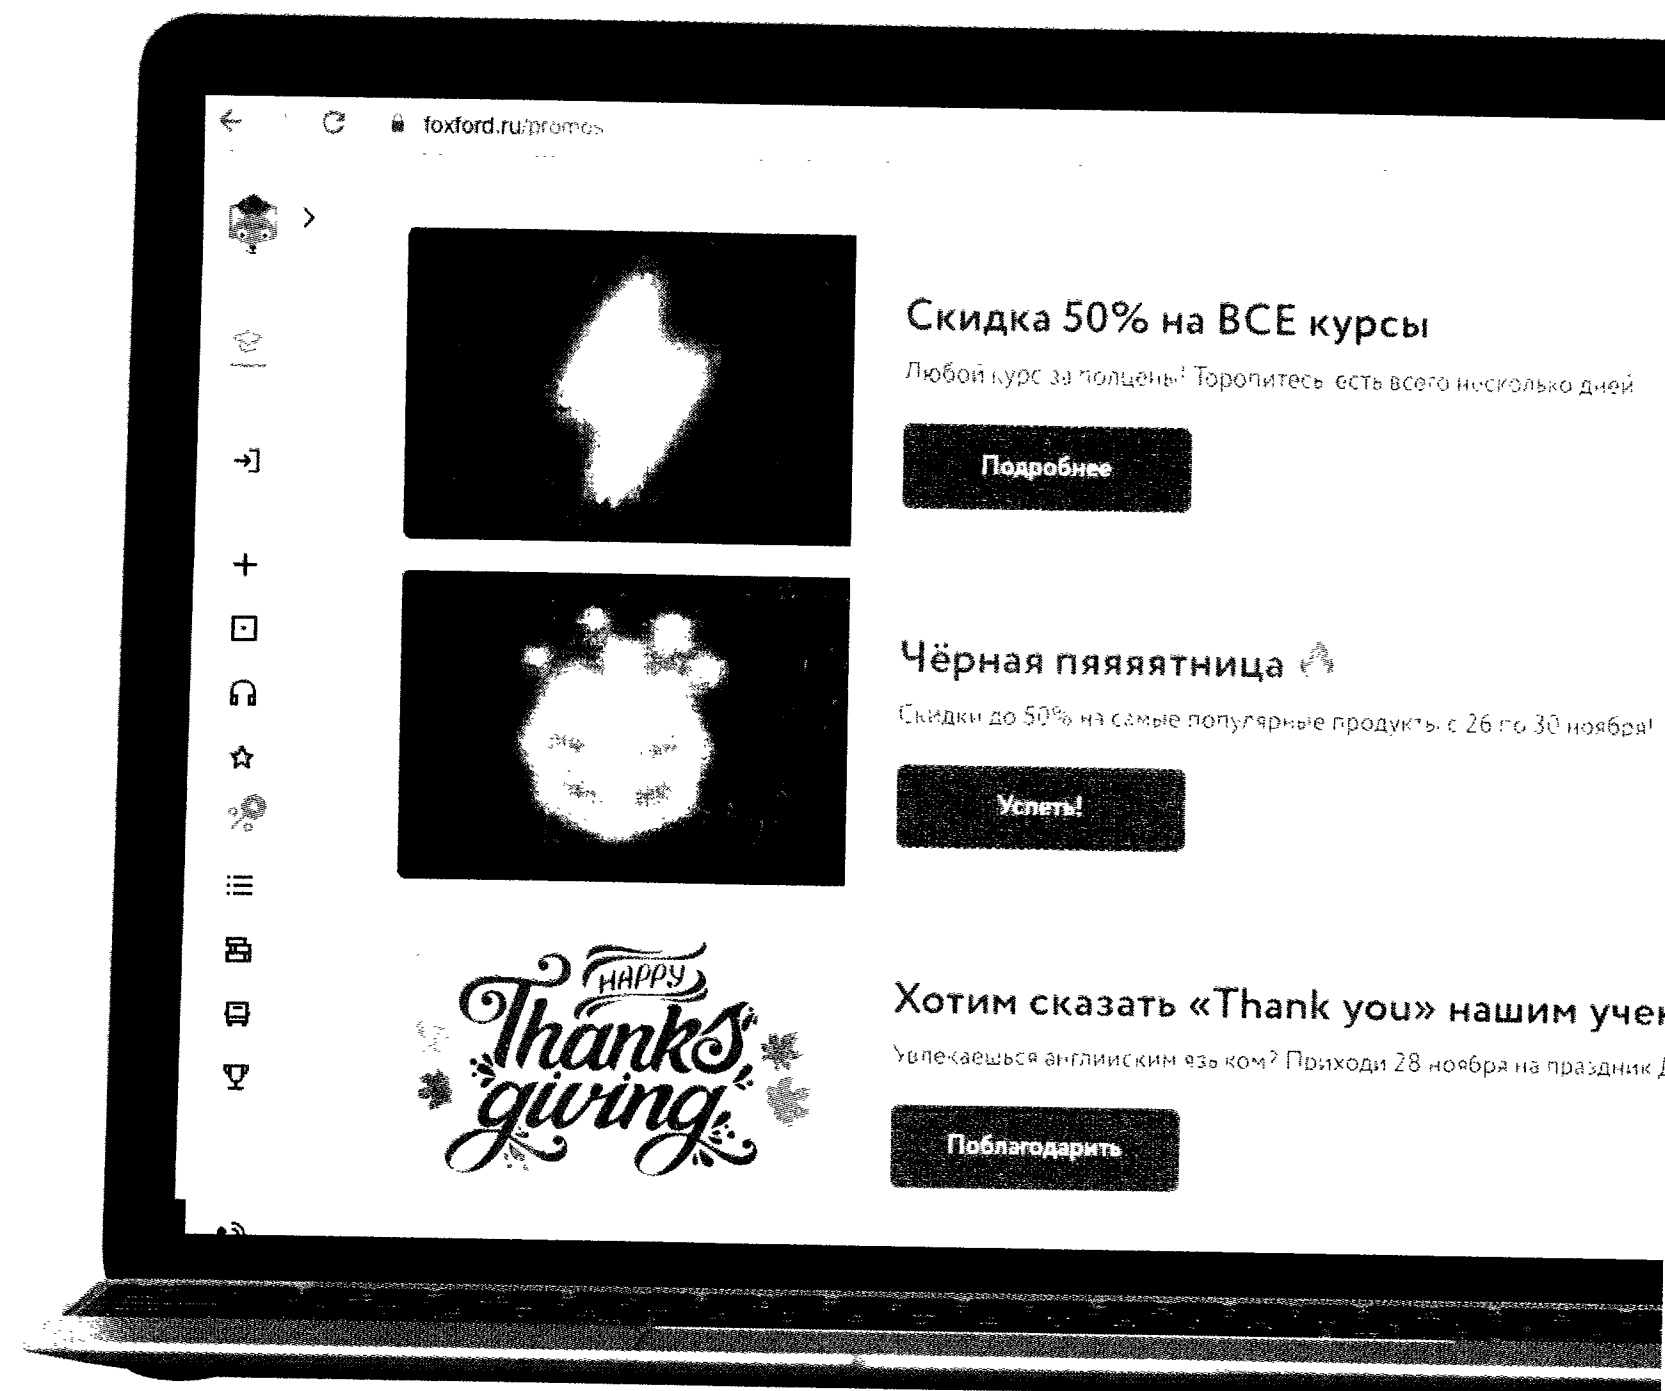 foxford.ru/promos
Скидка 50% на ВСЕ курсы
Любой курс за полцены! Торопитесь есть всего несколько дней
Подробнее
Чёрная пяяяятница
Скидки до 50% на самые популярные продукты с 26 по 30 ноября!
Успеть!
HAPPY
Thanks
giving
Хотим сказать «Thank you» нашим
Увлекаешься английским языком? Приходи 28 ноября на праздник
Поблагодарить